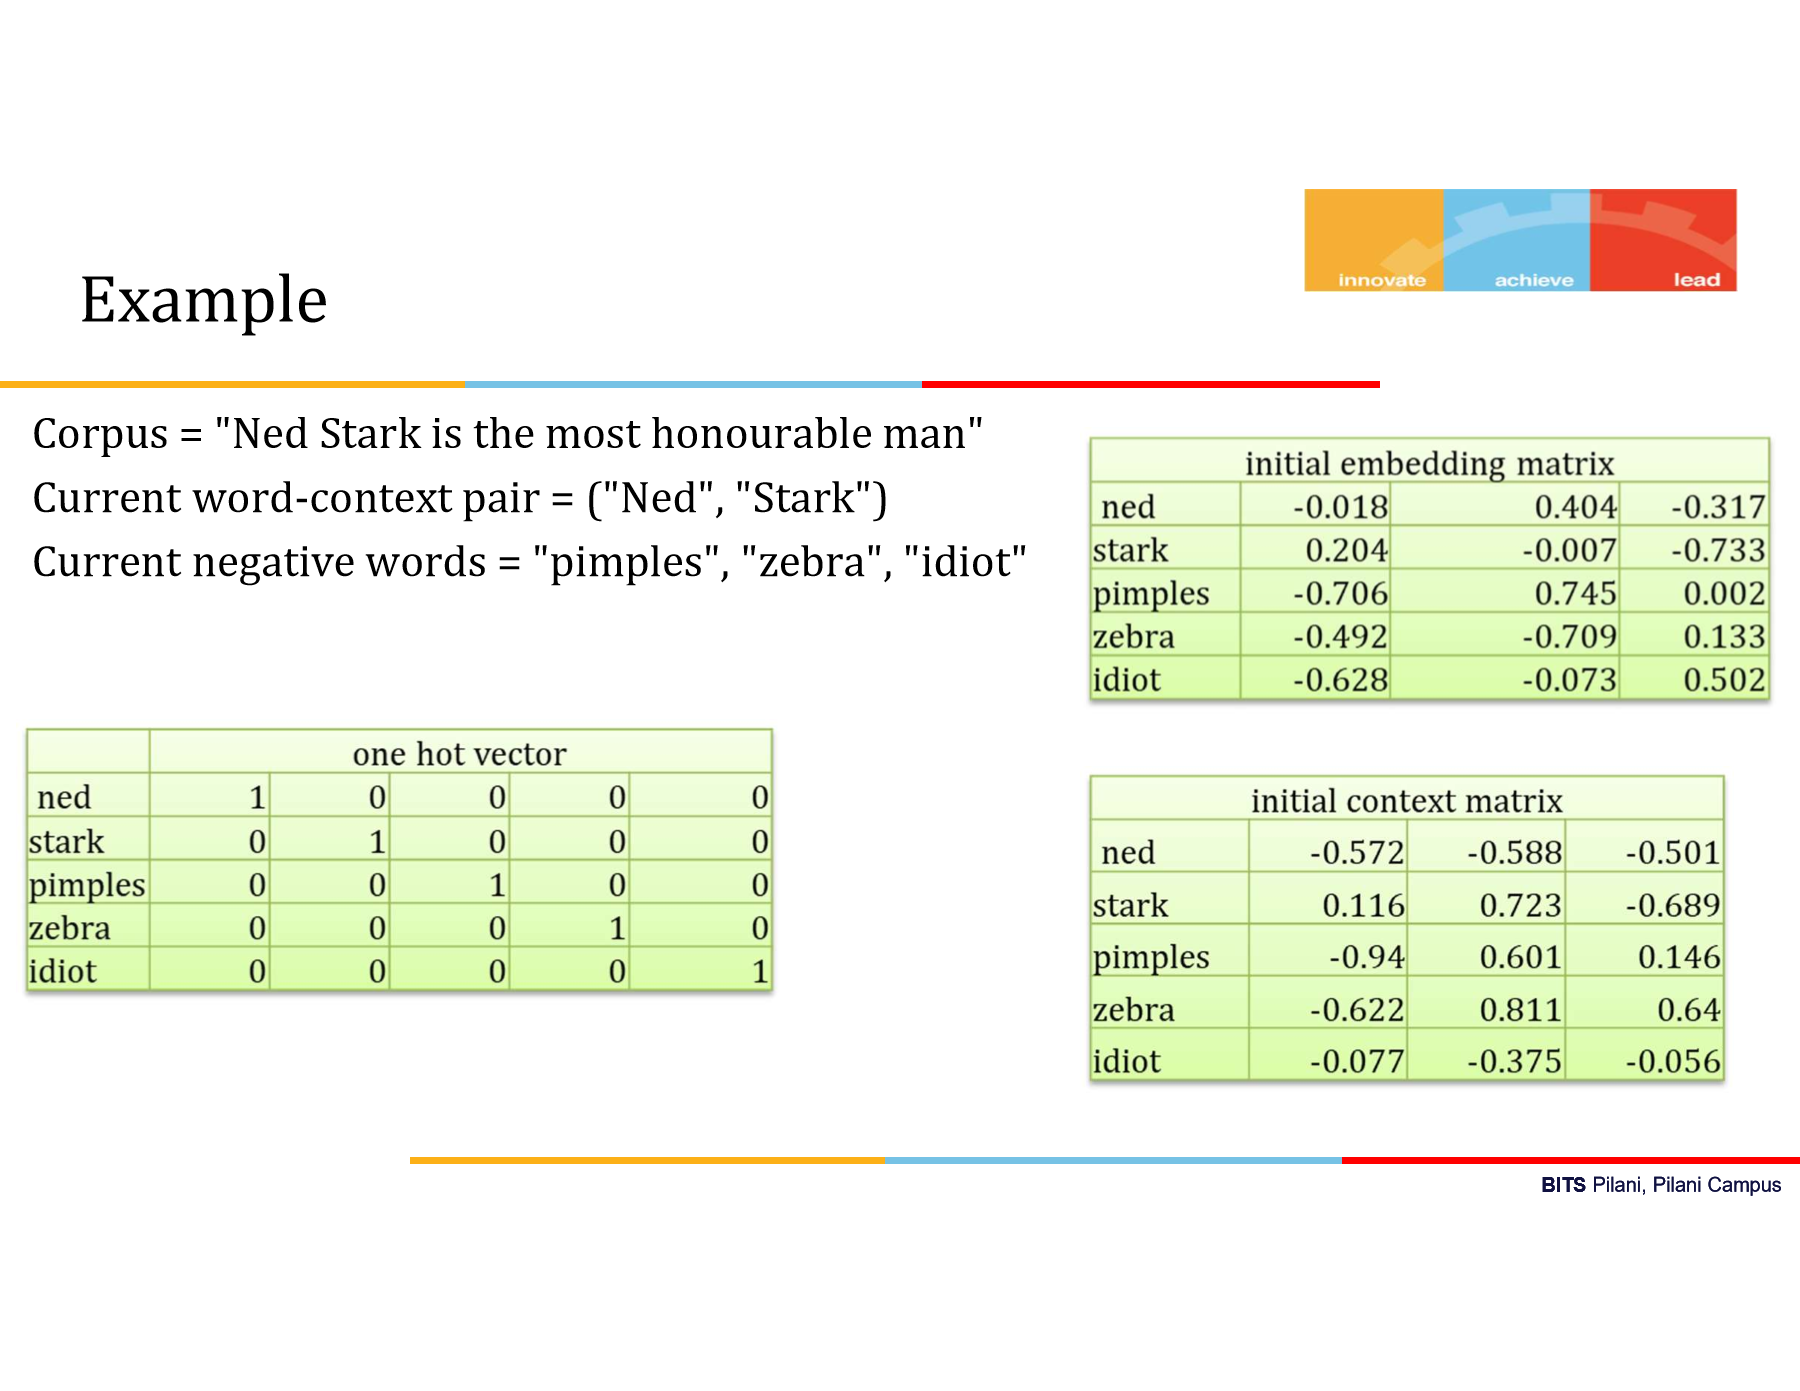 innovate achieve lead
Example
Corpus = "Ned Stark is the most honourable man"
Current word-context pair = ("Ned", "Stark")
Current negative words = "pimples", "zebra", "idiot"
initial embedding matrix
ned -0.018 0.404 -0.317
stark 0.204 -0.007 -0.733
pimples -0.706 0.745 0.002
zebra -0.492 -0.709 0.133
idiot -0.628 -0.073 0.502
one hot vector
ned 1 0 0 0 0
stark 0 1 0 0 0
pimples 0 0 1 0 0
zebra 0 0 0 1 0
idiot 0 0 0 0 1
initial context matrix
ned -0.572 -0.588 -0.501
stark 0.116 0.723 -0.689
pimples -0.94 0.601 0.146
zebra -0.622 0.811 0.64
idiot -0.077 -0.375 -0.056
BITS Pilani, Pilani Campus